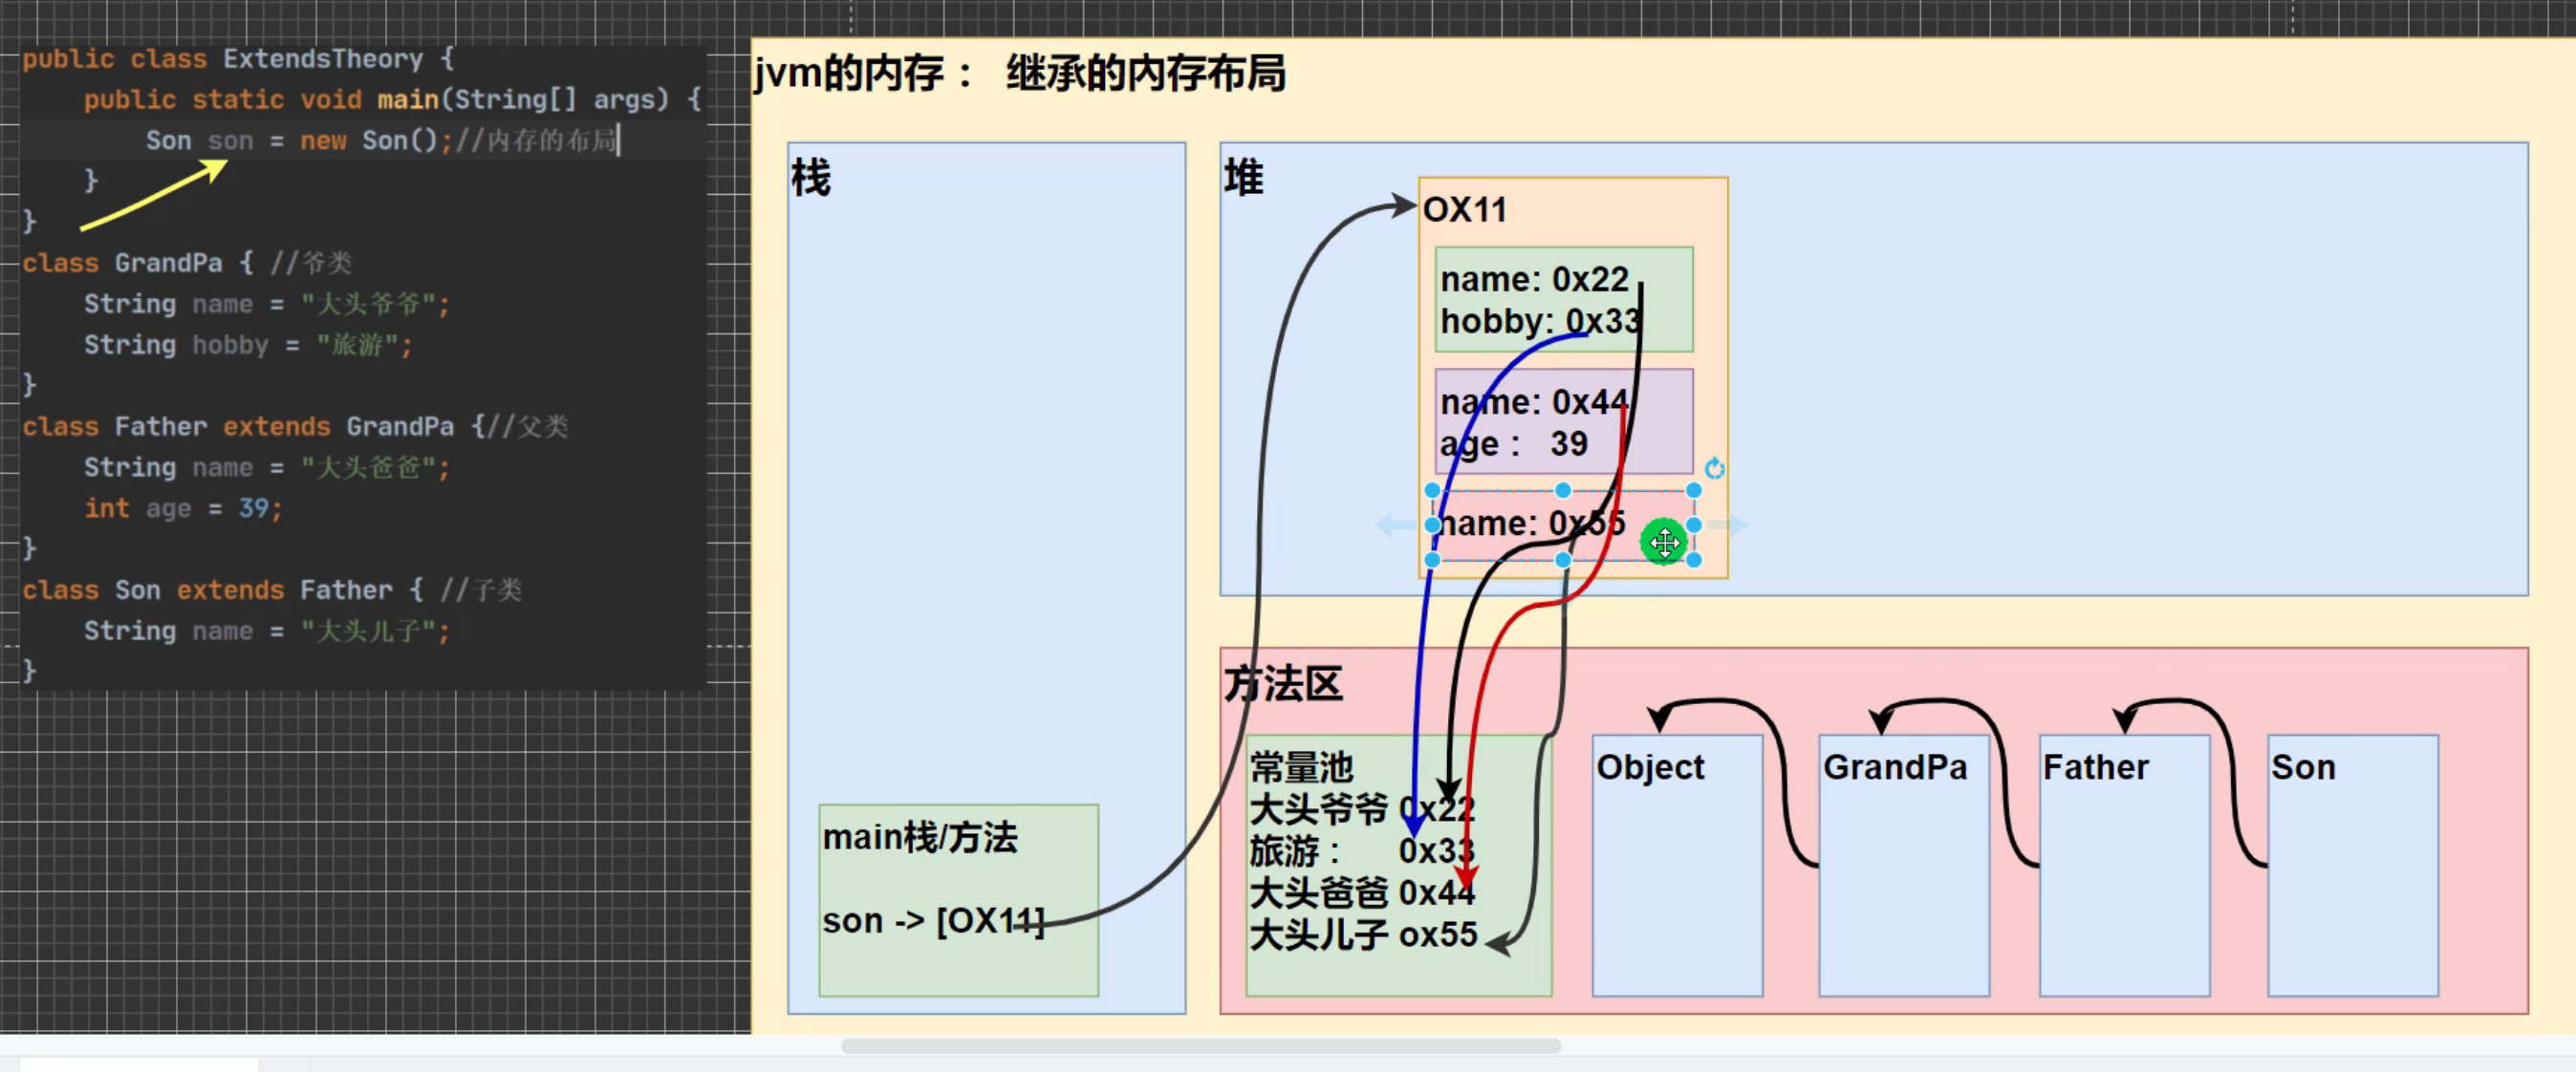 public class ExtendsTheory {
public static void main(String[] args) {
Son son = new Son();//内存的布局
}
}
class GrandPa { //爷类
String name = "大头爷爷";
String hobby = "旅游";
}
class Father extends GrandPa {//父类
String name = "大头爸爸";
int age = 39;
}
class Son extends Father { //子类
String name = "大头儿子";
}
jvm的内存： 继承的内存布局
栈
main栈/方法
son -> [OX11]
堆
OX11
name: 0x22
hobby: 0x33
name: 0x44
age： 39
name: 0x55
方法区
常量池
大头爷爷 0x22
旅游： 0x33
大头爸爸 0x44
大头儿子 ox55
Object
GrandPa
Father
Son